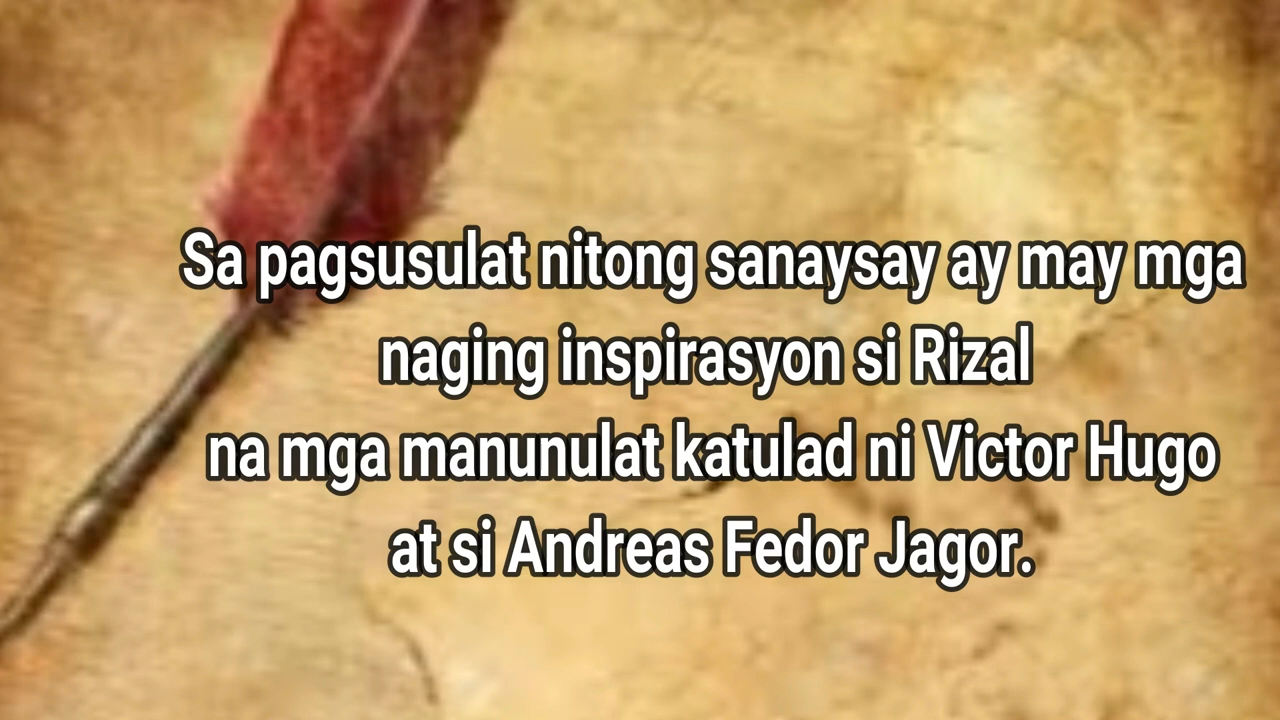 Sa pagsusulat nitong sanaysay ay may mga
naging inspirasyon si Rizal
na mga manunulat katulad ni Victor Hugo
at si Andreas Fedor Jagor.